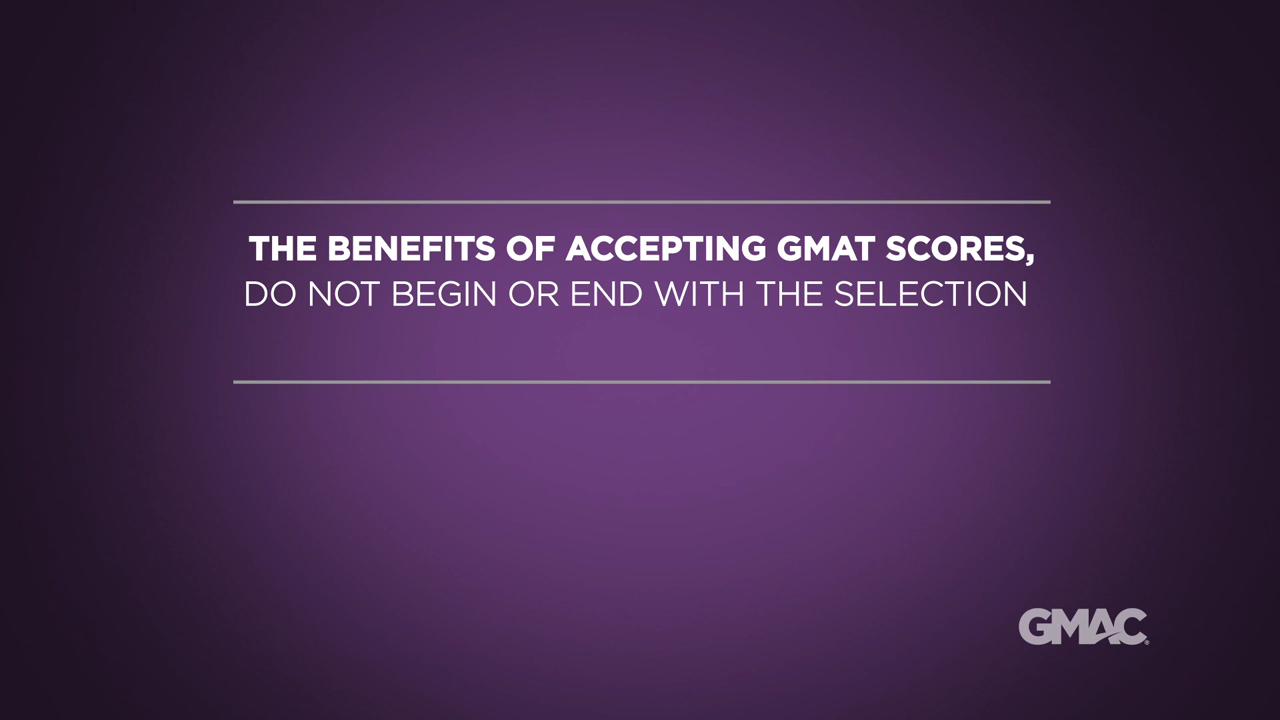 THE BENEFITS OF ACCEPTING GMAT SCORES,
DO NOT BEGIN OR END WITH THE SELECTION
GMAC®